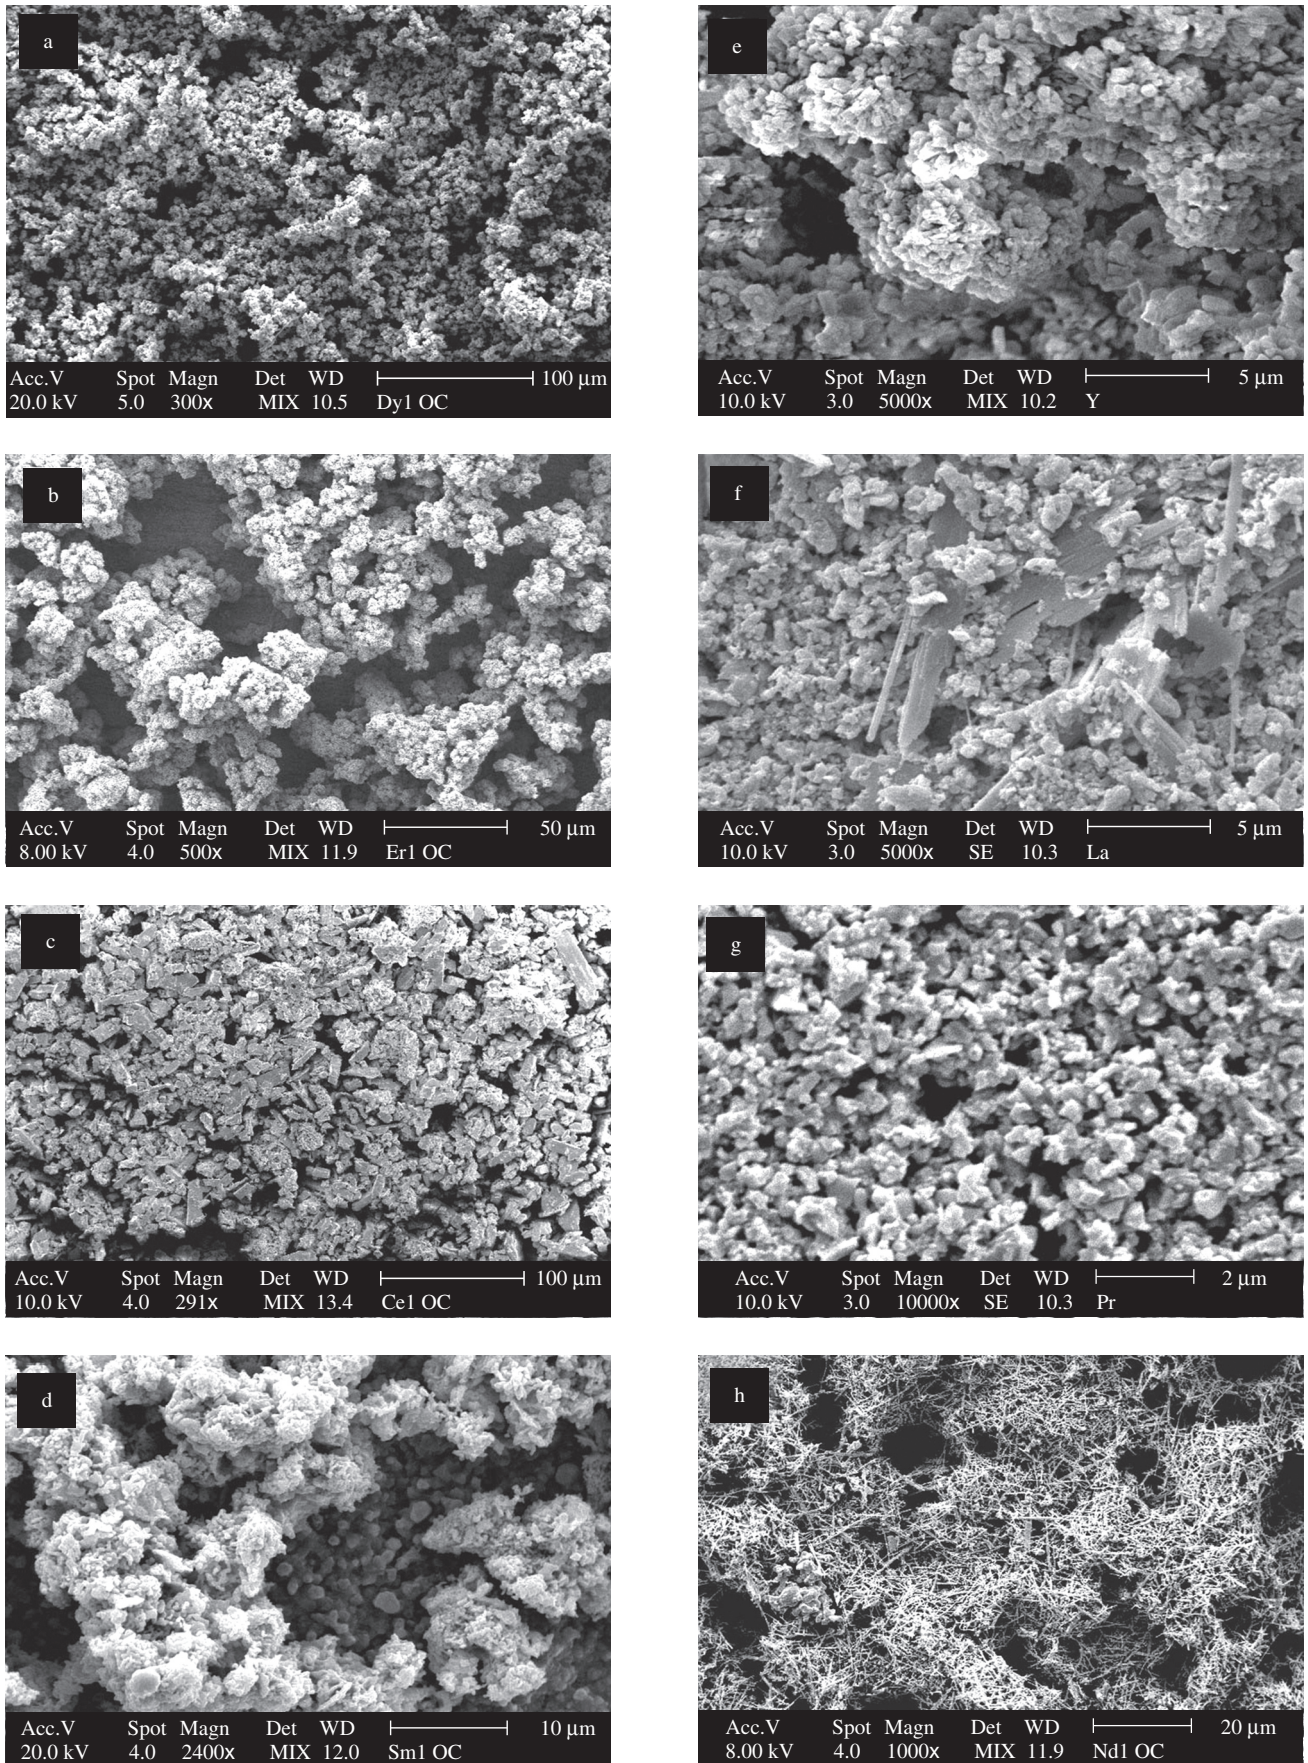 a
Acc.V Spot Magn Det WD 100 μm
20.0 kV 5.0 300x MIX 10.5 Dy1 OC
b
Acc.V Spot Magn Det WD 50 μm
8.00 kV 4.0 500x MIX 11.9 Er1 OC
c
Acc.V Spot Magn Det WD 100 μm
10.0 kV 4.0 291x MIX 13.4 Ce1 OC
d
Acc.V Spot Magn Det WD 10 μm
20.0 kV 4.0 2400x MIX 12.0 Sm1 OC
e
Acc.V Spot Magn Det WD 5 μm
10.0 kV 3.0 5000x MIX 10.2 Y
f
Acc.V Spot Magn Det WD 5 μm
10.0 kV 3.0 5000x SE 10.3 La
g
Acc.V Spot Magn Det WD 2 μm
10.0 kV 3.0 10000x SE 10.3 Pr
h
Acc.V Spot Magn Det WD 20 μm
8.00 kV 4.0 1000x MIX 11.9 Nd1 OC